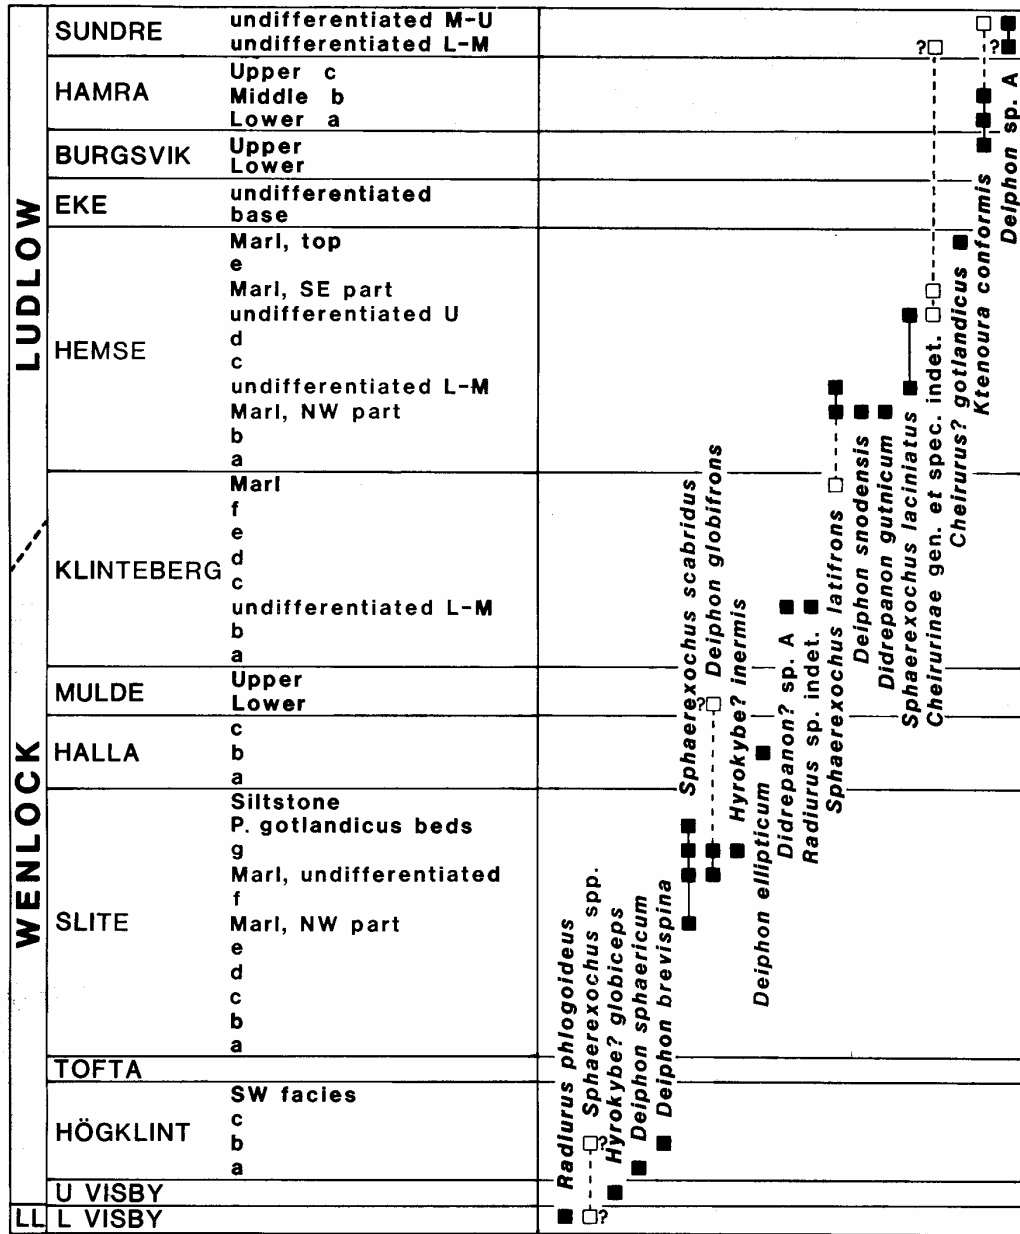 LUDLOW
WENLOCK
LL
SUNDRE
undifferentiated M-U
undifferentiated L-M
HAMRA
Upper c
Middle b
Lower a
BURGSVIK
Upper
Lower
EKE
undifferentiated
base
HEMSE
Marl, top
e
Marl, SE part
undifferentiated U
d
c
undifferentiated L-M
Marl, NW part
b
a
KLINTEBERG
Marl
f
e
d
c
undifferentiated L-M
b
a
MULDE
Upper
Lower
HALLA
c
b
a
SLITE
Siltstone
P. gotlandicus beds
g
Marl, undifferentiated
f
Marl, NW part
e
d
c
b
a
TOFTA
HÖGKLINT
SW facies
c
b
a
U VISBY
L VISBY
Radiurus phlogoideus
? Sphaerexochus spp. ?
Hyrokybe? globiceps
Deiphon sphaericum
Deiphon brevispina
Sphaerexochus scabridus
? Deiphon globifrons
Hyrokybe? inermis
Deiphon ellipticum
Didrepanon? sp. A
Radiurus sp. indet.
Sphaerexochus latifrons
Deiphon snodensis
Didrepanon gutnicum
Sphaerexochus laciniatus
? Cheirurinae gen. et spec. indet.
Cheirurus? gotlandicus
Ktenoura conformis
? Deiphon sp. A